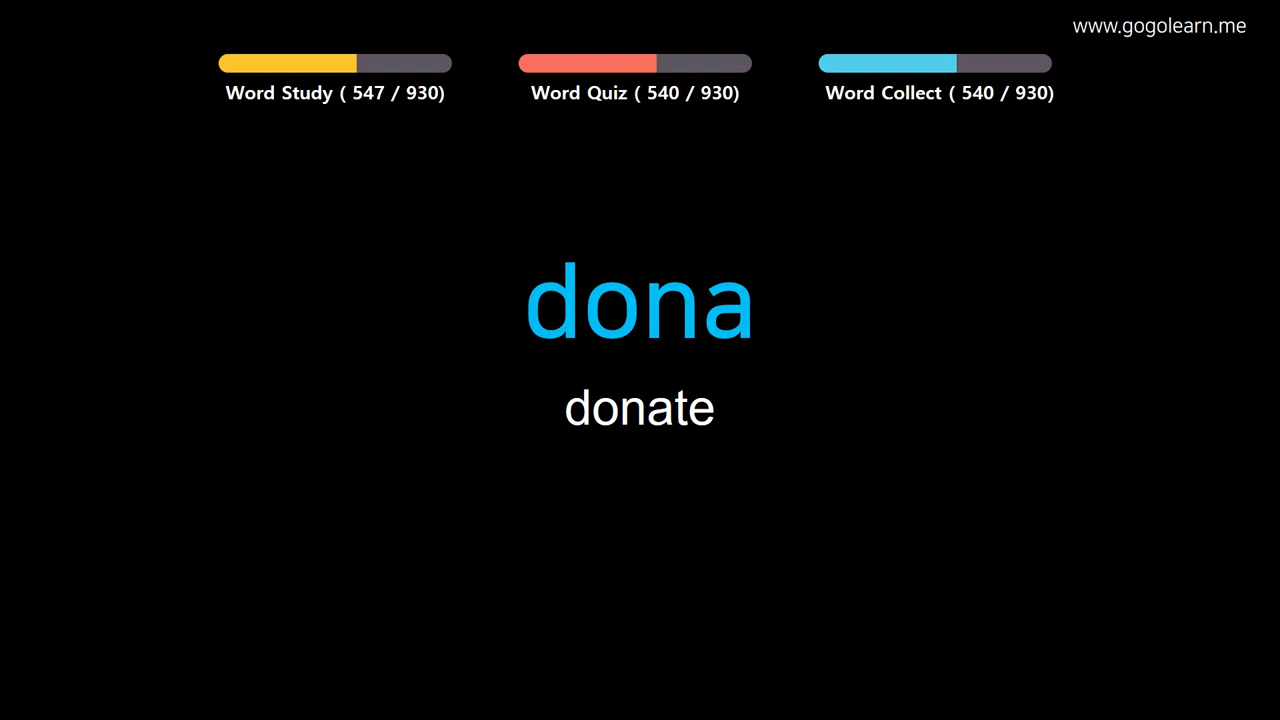 www.gogolearn.me
Word Study ( 547 / 930)
Word Quiz ( 540 / 930)
Word Collect ( 540 / 930)
dona
donate